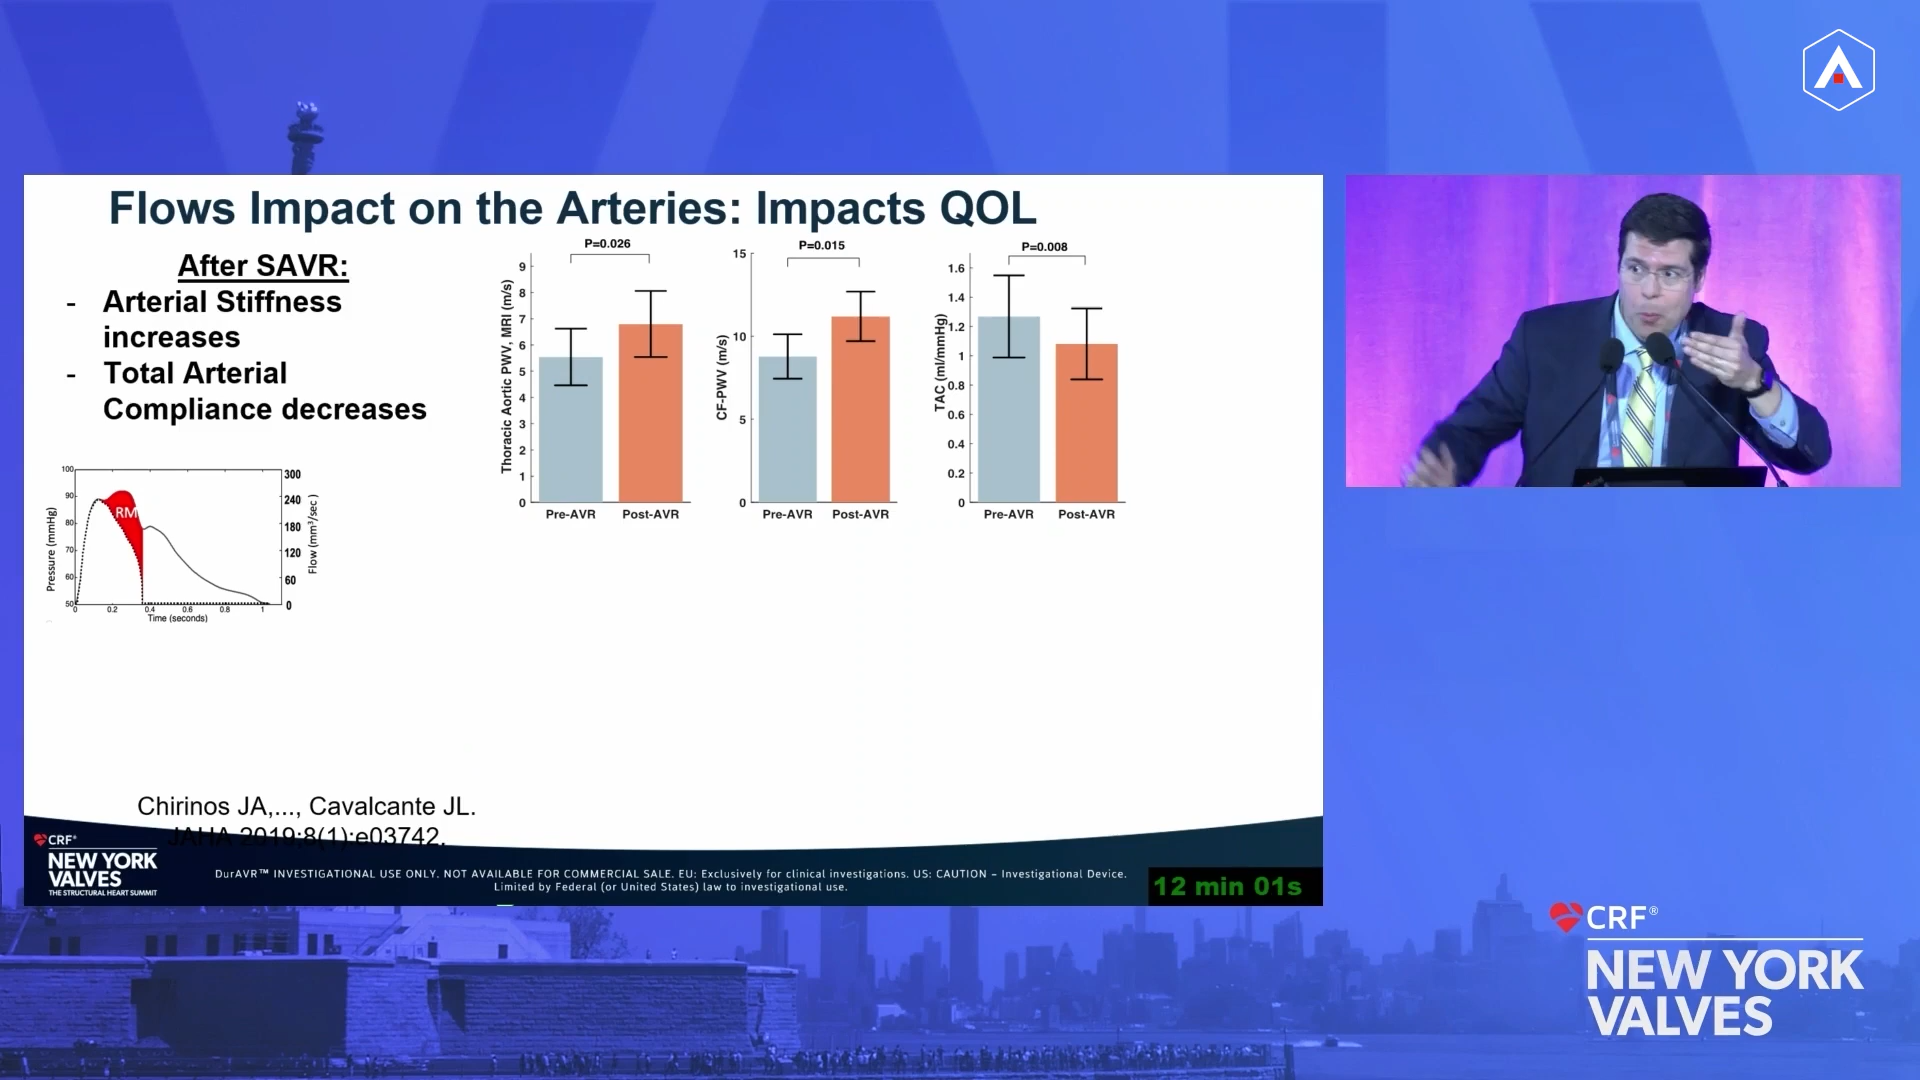 Flows Impact on the Arteries: Impacts QOL
After SAVR:
- Arterial Stiffness
increases
- Total Arterial
Compliance decreases
P=0.026
Thoracic Aortic PWV, MRI (m/s)
9
8
7
6
5
4
3
2
1
0
Pre-AVR Post-AVR
P=0.015
CF-PWV (m/s)
15
10
5
0
Pre-AVR Post-AVR
P=0.008
TAC (ml/mmHg)
1.6
1.4
1.2
1
0.8
0.6
0.4
0.2
0
Pre-AVR Post-AVR
Pressure (mmHg)
100
90
80
70
60
50
RM
300
240
180
120
60
0
Flow (mm³/sec )
0 0.2 0.4 0.6 0.8 1
Time (seconds)
Chirinos JA,..., Cavalcante JL.
JAHA 2019;8(1):e03742.
CRF®
NEW YORK
VALVES
THE STRUCTURAL HEART SUMMIT
DurAVR™ INVESTIGATIONAL USE ONLY. NOT AVAILABLE FOR COMMERCIAL SALE. EU: Exclusively for clinical investigations. US: CAUTION – Investigational Device.
Limited by Federal (or United States) law to investigational use.
12 min 01s
CRF®
NEW YORK
VALVES